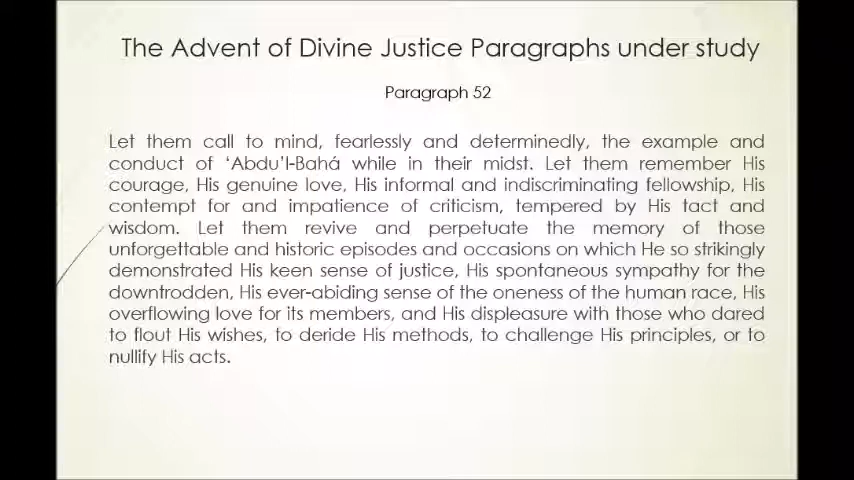 The Advent of Divine Justice Paragraphs under study
Paragraph 52
Let them call to mind, fearlessly and determinedly, the example and
conduct of ‘Abdu’l-Bahá while in their midst. Let them remember His
courage, His genuine love, His informal and indiscriminating fellowship, His
contempt for and impatience of criticism, tempered by His tact and
wisdom. Let them revive and perpetuate the memory of those
unforgettable and historic episodes and occasions on which He so strikingly
demonstrated His keen sense of justice, His spontaneous sympathy for the
downtrodden, His ever-abiding sense of the oneness of the human race, His
overflowing love for its members, and His displeasure with those who dared
to flout His wishes, to deride His methods, to challenge His principles, or to
nullify His acts.